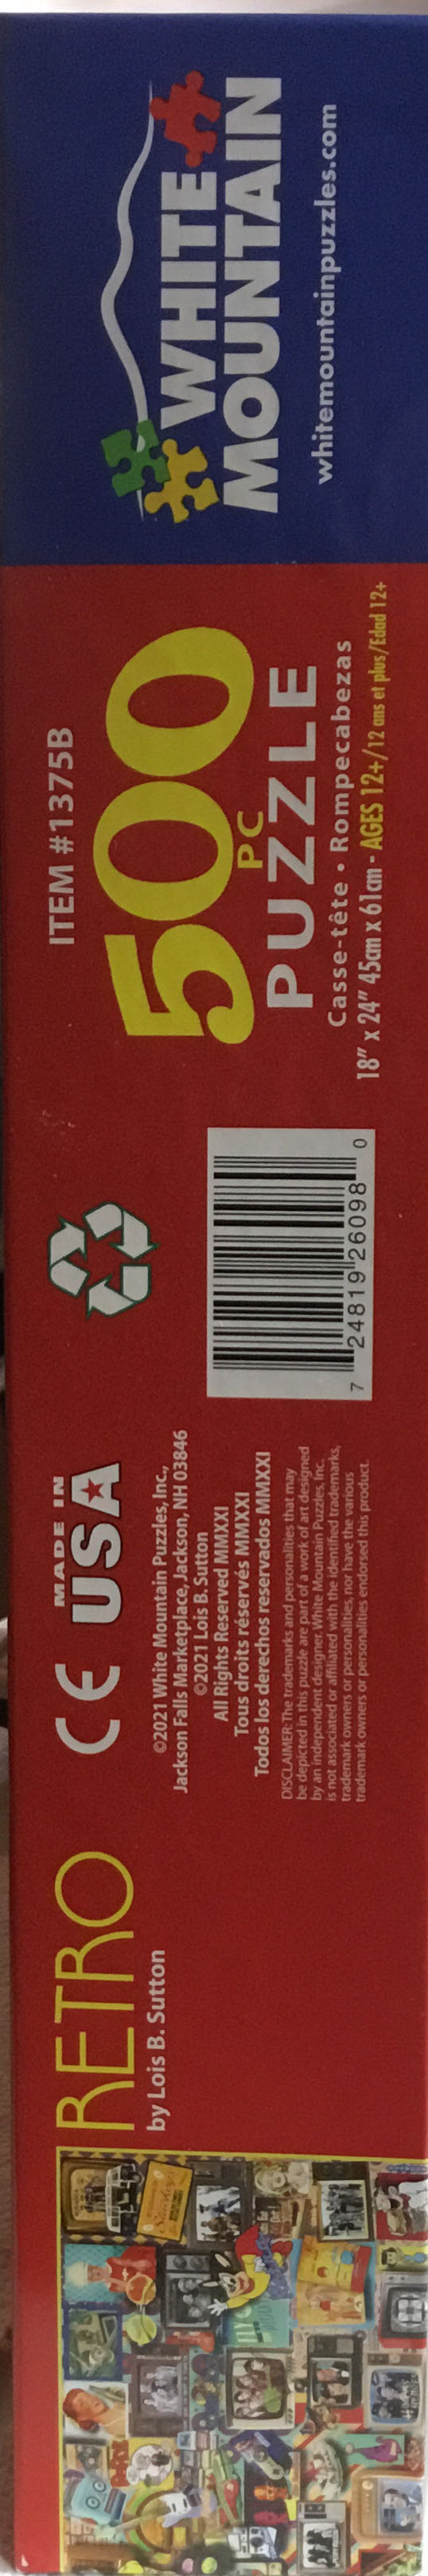 RETRO
by Lois B. Sutton
CE
MADE IN
USA
©2021 White Mountain Puzzles, Inc.,
Jackson Falls Marketplace, Jackson, NH 03846
©2021 Lois B. Sutton
All Rights Reserved MMXXI
Tous droits réservés MMXXI
Todos los derechos reservados MMXXI
DISCLAIMER: The trademarks and personalities that may
be depicted in this puzzle are part of a work of art designed
by an independent designer. White Mountain Puzzles, Inc.
is not associated or affiliated with the identified trademarks,
trademark owners or personalities, nor have the various
trademark owners or personalities endorsed this product.
7 24819 26098 0
ITEM #1375B
500
PC
PUZZLE
Casse-tête • Rompecabezas
18" x 24" 45cm x 61cm - AGES 12+/12 ans et plus/Edad 12+
WHITE
MOUNTAIN
whitemountainpuzzles.com